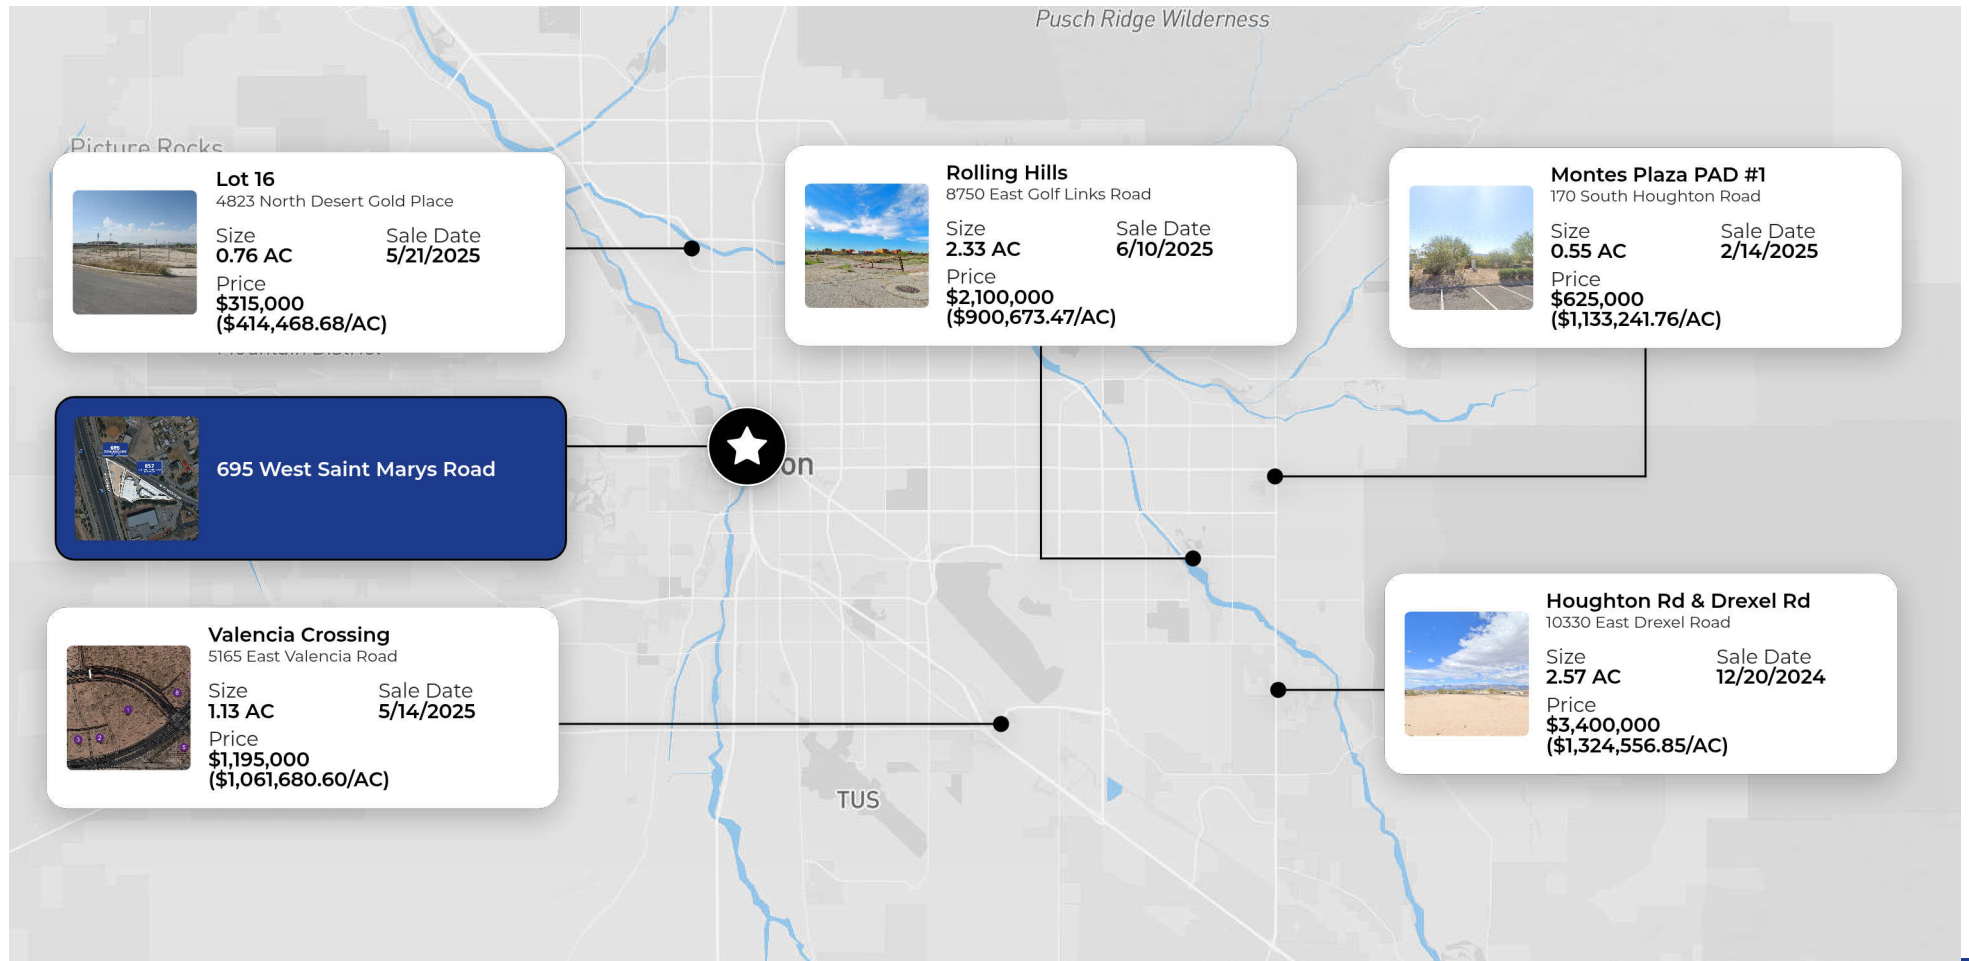 Pusch Ridge Wilderness
Picture Rocks
Lot 16
4823 North Desert Gold Place
Size
0.76 AC
Sale Date
5/21/2025
Price
$315,000
($414,468.68/AC)
Rolling Hills
8750 East Golf Links Road
Size
2.33 AC
Sale Date
6/10/2025
Price
$2,100,000
($900,673.47/AC)
Montes Plaza PAD #1
170 South Houghton Road
Size
0.55 AC
Sale Date
2/14/2025
Price
$625,000
($1,133,241.76/AC)
695
657
695 West Saint Marys Road
on
Valencia Crossing
5165 East Valencia Road
Size
1.13 AC
Sale Date
5/14/2025
Price
$1,195,000
($1,061,680.60/AC)
Houghton Rd & Drexel Rd
10330 East Drexel Road
Size
2.57 AC
Sale Date
12/20/2024
Price
$3,400,000
($1,324,556.85/AC)
TUS